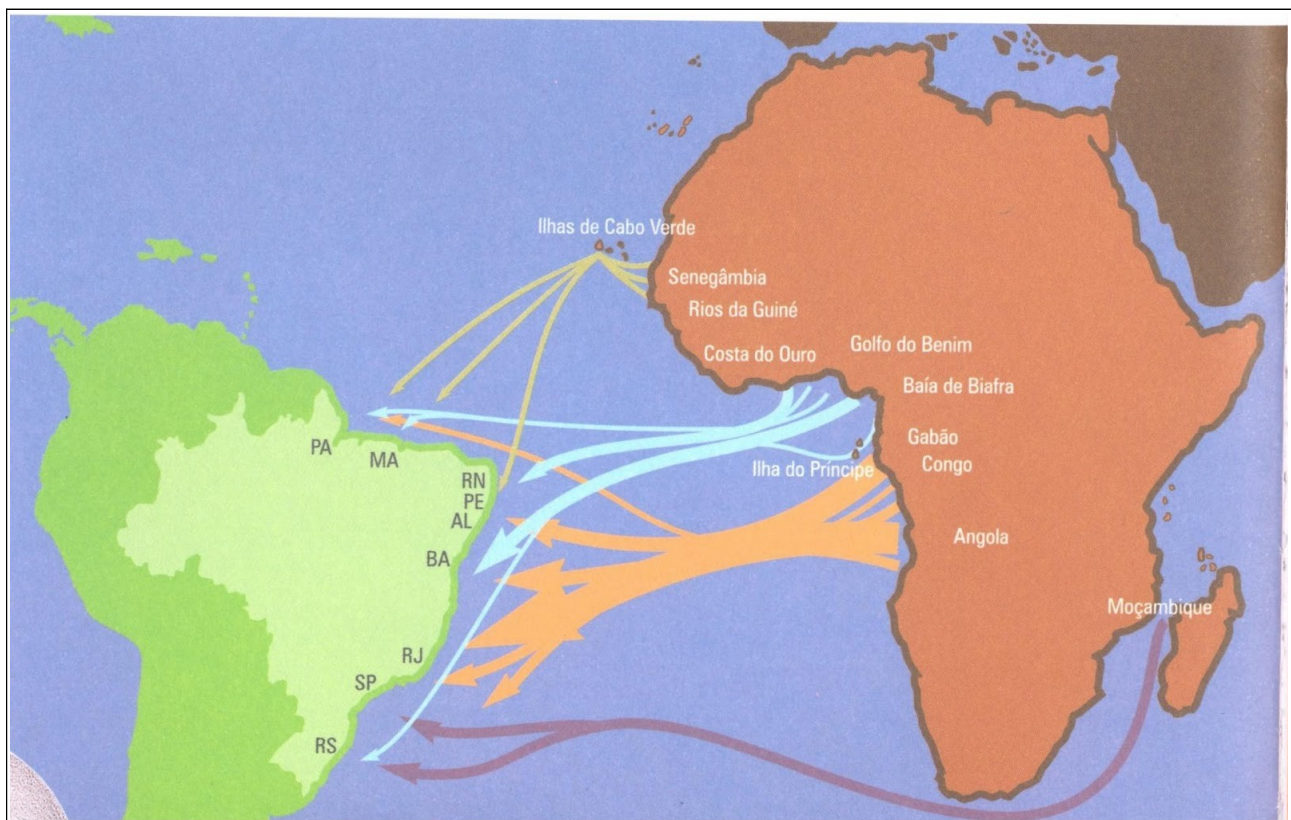 Ilhas de Cabo Verde
Senegâmbia
Rios da Guiné
Costa do Ouro
Golfo do Benim
Baía de Biafra
Gabão
Congo
Ilha do Príncipe
Angola
Moçambique
PA
MA
RN
PE
AL
BA
RJ
SP
RS